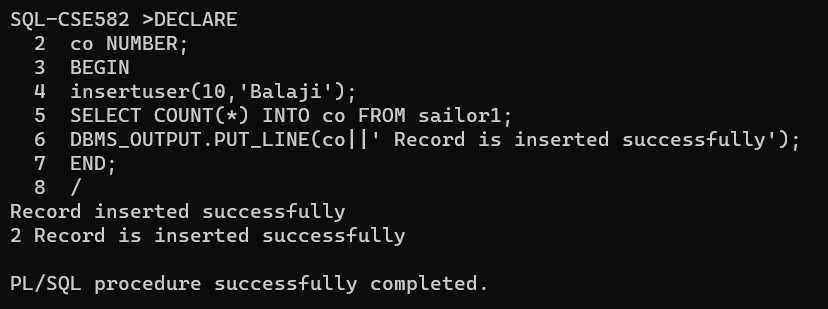 SQL-CSE582 >DECLARE
  2  co NUMBER;
  3  BEGIN
  4  insertuser(10,'Balaji');
  5  SELECT COUNT(*) INTO co FROM sailor1;
  6  DBMS_OUTPUT.PUT_LINE(co||' Record is inserted successfully');
  7  END;
  8  /
Record inserted successfully
2 Record is inserted successfully

PL/SQL procedure successfully completed.